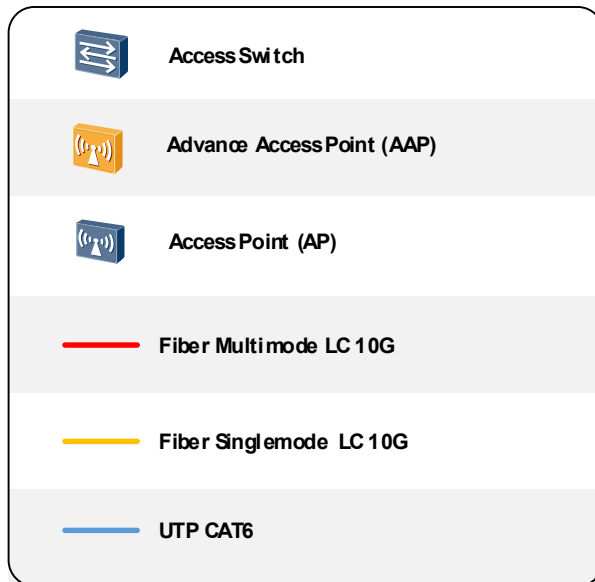 Access Switch
Advance Access Point (AAP)
Access Point (AP)
Fiber Multimode LC 10G
Fiber Singlemode LC 10G
UTP CAT6